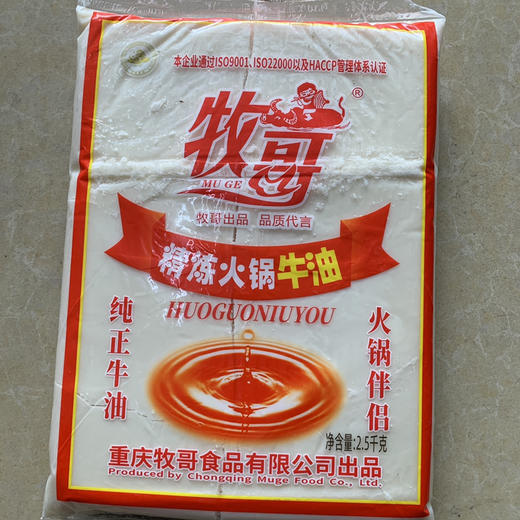 本企业通过ISO9001、ISO22000以及HACCP管理体系认证
牧哥®
MU GE
牧哥出品 品质代言
精炼火锅牛油
HUOGUONIUYOU
纯正牛油
火锅伴侣
净含量:2.5千克
重庆牧哥食品有限公司出品
Produced by Chongqing Muge Food Co., Ltd.